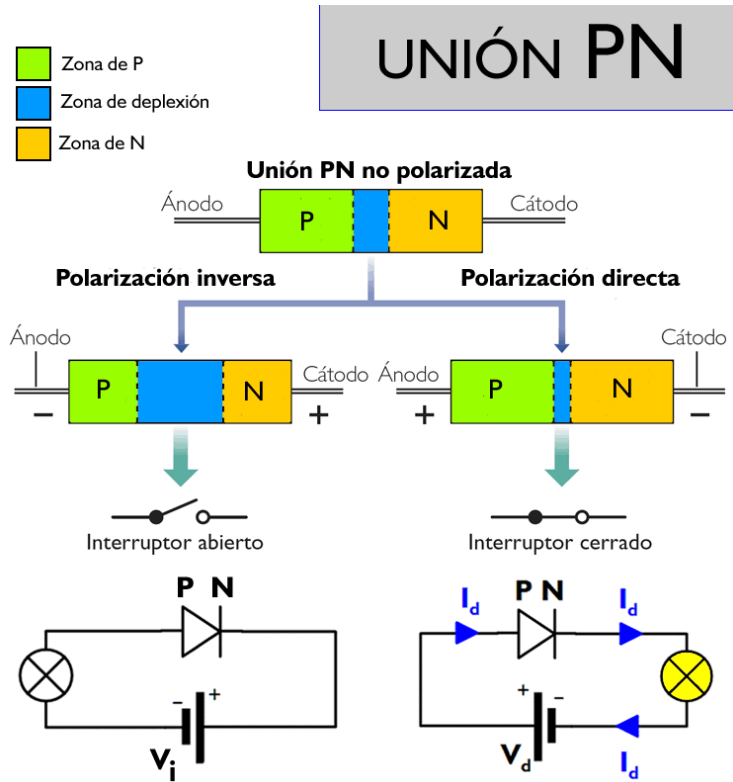 UNIÓN PN
Zona de P
Zona de deplexión
Zona de N
Unión PN no polarizada
Ánodo
P
N
Cátodo
Polarización inversa
Polarización directa
Ánodo
P
N
Cátodo
−
+
Ánodo
P
N
Cátodo
+
−
Interruptor abierto
Interruptor cerrado
P N
− +
Vi
Id
P N
Id
+ −
Vd
Id